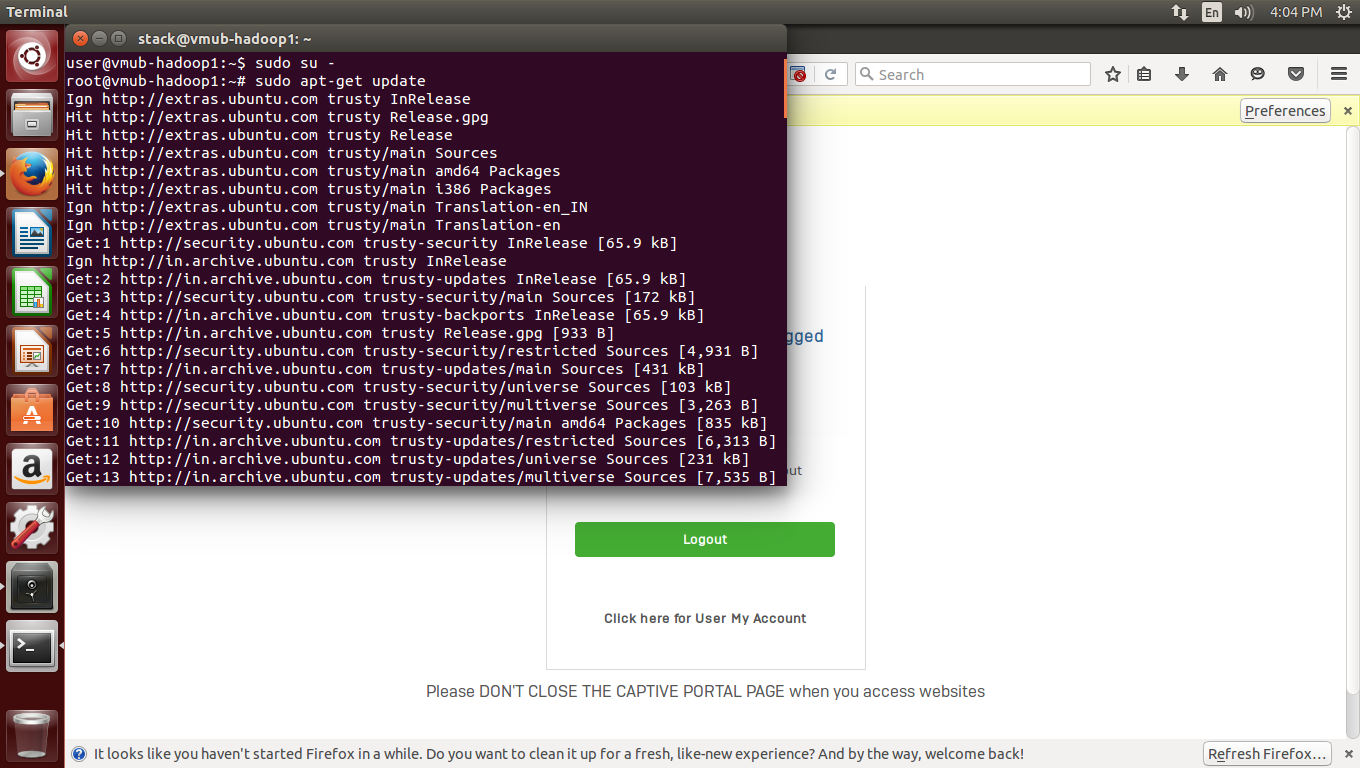 Terminal
En
4:04 PM
stack@vmub-hadoop1: ~
user@vmub-hadoop1:~$ sudo su -
root@vmub-hadoop1:~# sudo apt-get update
Ign http://extras.ubuntu.com trusty InRelease
Hit http://extras.ubuntu.com trusty Release.gpg
Hit http://extras.ubuntu.com trusty Release
Hit http://extras.ubuntu.com trusty/main Sources
Hit http://extras.ubuntu.com trusty/main amd64 Packages
Hit http://extras.ubuntu.com trusty/main i386 Packages
Ign http://extras.ubuntu.com trusty/main Translation-en_IN
Ign http://extras.ubuntu.com trusty/main Translation-en
Get:1 http://security.ubuntu.com trusty-security InRelease [65.9 kB]
Ign http://in.archive.ubuntu.com trusty InRelease
Get:2 http://in.archive.ubuntu.com trusty-updates InRelease [65.9 kB]
Get:3 http://security.ubuntu.com trusty-security/main Sources [172 kB]
Get:4 http://in.archive.ubuntu.com trusty-backports InRelease [65.9 kB]
Get:5 http://in.archive.ubuntu.com trusty Release.gpg [933 B]
Get:6 http://security.ubuntu.com trusty-security/restricted Sources [4,931 B]
Get:7 http://in.archive.ubuntu.com trusty-updates/main Sources [431 kB]
Get:8 http://security.ubuntu.com trusty-security/universe Sources [103 kB]
Get:9 http://security.ubuntu.com trusty-security/multiverse Sources [3,263 B]
Get:10 http://security.ubuntu.com trusty-security/main amd64 Packages [835 kB]
Get:11 http://in.archive.ubuntu.com trusty-updates/restricted Sources [6,313 B]
Get:12 http://in.archive.ubuntu.com trusty-updates/universe Sources [231 kB]
Get:13 http://in.archive.ubuntu.com trusty-updates/multiverse Sources [7,535 B]
Search
Preferences
gged
out
Logout
Click here for User My Account
Please DON'T CLOSE THE CAPTIVE PORTAL PAGE when you access websites
It looks like you haven't started Firefox in a while. Do you want to clean it up for a fresh, like-new experience? And by the way, welcome back!
Refresh Firefox...